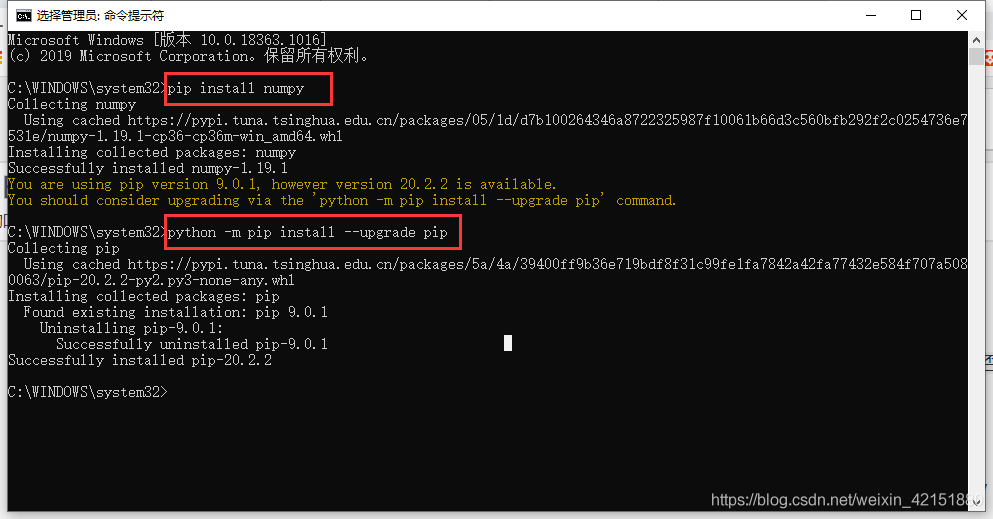 选择管理员: 命令提示符
Microsoft Windows [版本 10.0.18363.1016]
(c) 2019 Microsoft Corporation。保留所有权利。
C:\WINDOWS\system32>pip install numpy
Collecting numpy
Using cached https://pypi.tuna.tsinghua.edu.cn/packages/05/1d/d7b100264346a8722325987f10061b66d3c560bfb292f2c0254736e7
531e/numpy-1.19.1-cp36-cp36m-win_amd64.whl
Installing collected packages: numpy
Successfully installed numpy-1.19.1
You are using pip version 9.0.1, however version 20.2.2 is available.
You should consider upgrading via the 'python -m pip install --upgrade pip' command.
C:\WINDOWS\system32>python -m pip install --upgrade pip
Collecting pip
Using cached https://pypi.tuna.tsinghua.edu.cn/packages/5a/4a/39400ff9b36e719bdf8f31c99fe1fa7842a42fa77432e584f707a508
0063/pip-20.2.2-py2.py3-none-any.whl
Installing collected packages: pip
Found existing installation: pip 9.0.1
Uninstalling pip-9.0.1:
Successfully uninstalled pip-9.0.1
Successfully installed pip-20.2.2
C:\WINDOWS\system32>
https://blog.csdn.net/weixin_42151880